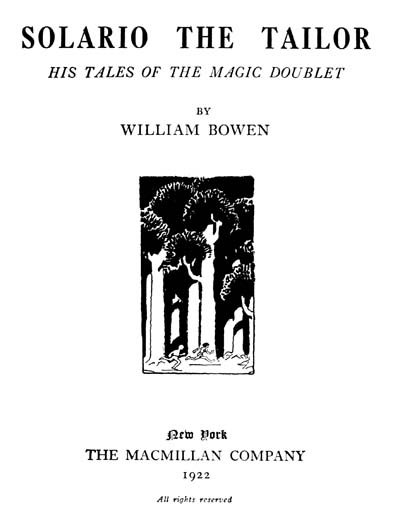 SOLARIO THE TAILOR
HIS TALES OF THE MAGIC DOUBLET
BY
WILLIAM BOWEN
New York
THE MACMILLAN COMPANY
1922
All rights reserved